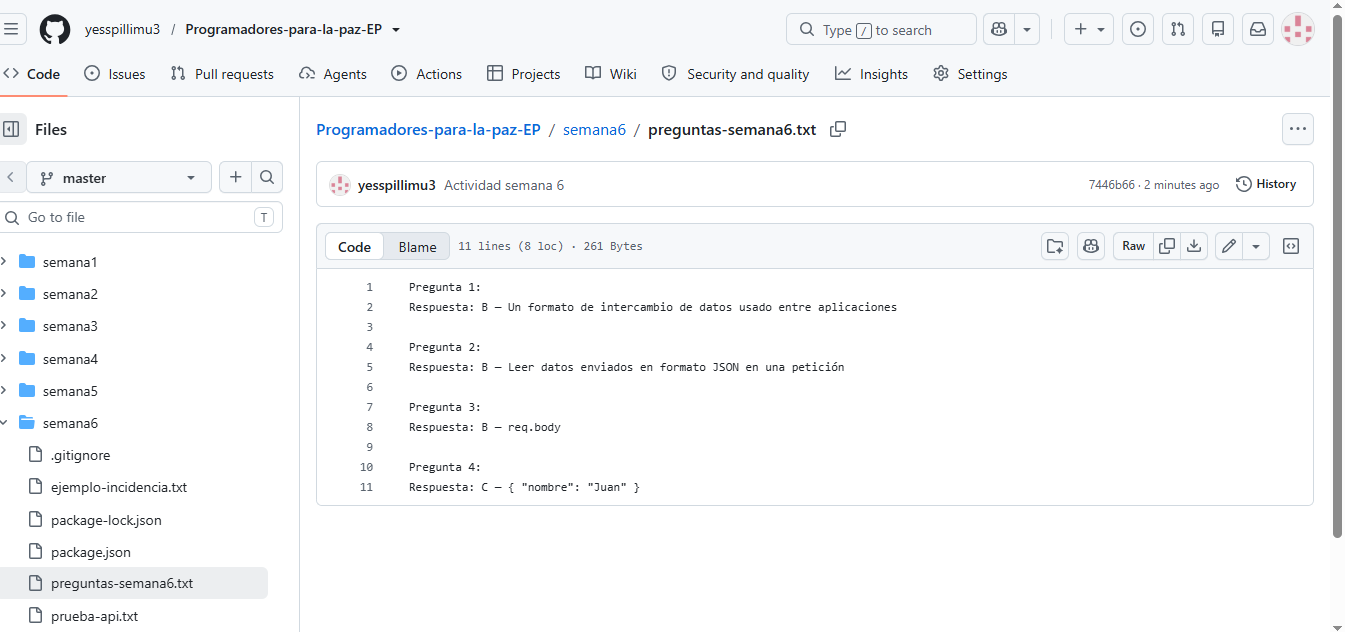 yesspillimu3 / Programadores-para-la-paz-EP
Type / to search
Code Issues Pull requests Agents Actions Projects Wiki Security and quality Insights Settings
Files
master
Go to file T
semana1
semana2
semana3
semana4
semana5
semana6
.gitignore
ejemplo-incidencia.txt
package-lock.json
package.json
preguntas-semana6.txt
prueba-api.txt
Programadores-para-la-paz-EP / semana6 / preguntas-semana6.txt
yesspillimu3 Actividad semana 6 7446b66 · 2 minutes ago History
Code Blame 11 lines (8 loc) · 261 Bytes Raw
1 Pregunta 1:
2 Respuesta: B – Un formato de intercambio de datos usado entre aplicaciones
3
4 Pregunta 2:
5 Respuesta: B – Leer datos enviados en formato JSON en una petición
6
7 Pregunta 3:
8 Respuesta: B – req.body
9
10 Pregunta 4:
11 Respuesta: C – { "nombre": "Juan" }